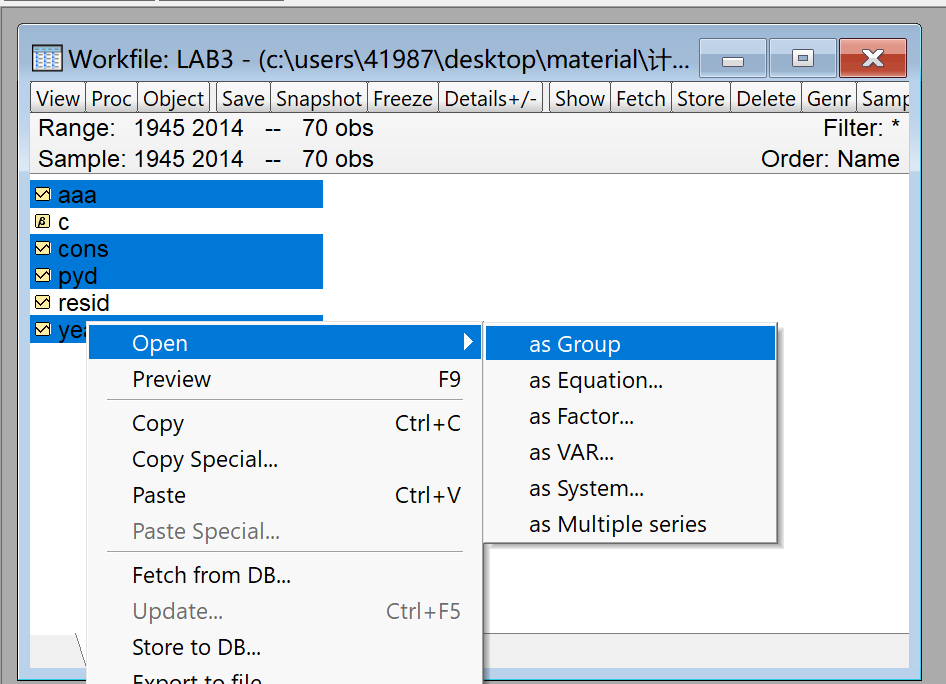 Workfile: LAB3 - (c:\users\41987\desktop\material\计...
View Proc Object Save Snapshot Freeze Details+/- Show Fetch Store Delete Genr Samp
Range: 1945 2014 -- 70 obs Filter: *
Sample: 1945 2014 -- 70 obs Order: Name
aaa
β c
cons
pyd
resid
yea
Open as Group
Preview F9 as Equation...
Copy Ctrl+C as Factor...
Copy Special... as VAR...
Paste Ctrl+V as System...
Paste Special... as Multiple series
Fetch from DB...
Update... Ctrl+F5
Store to DB...
Export to file